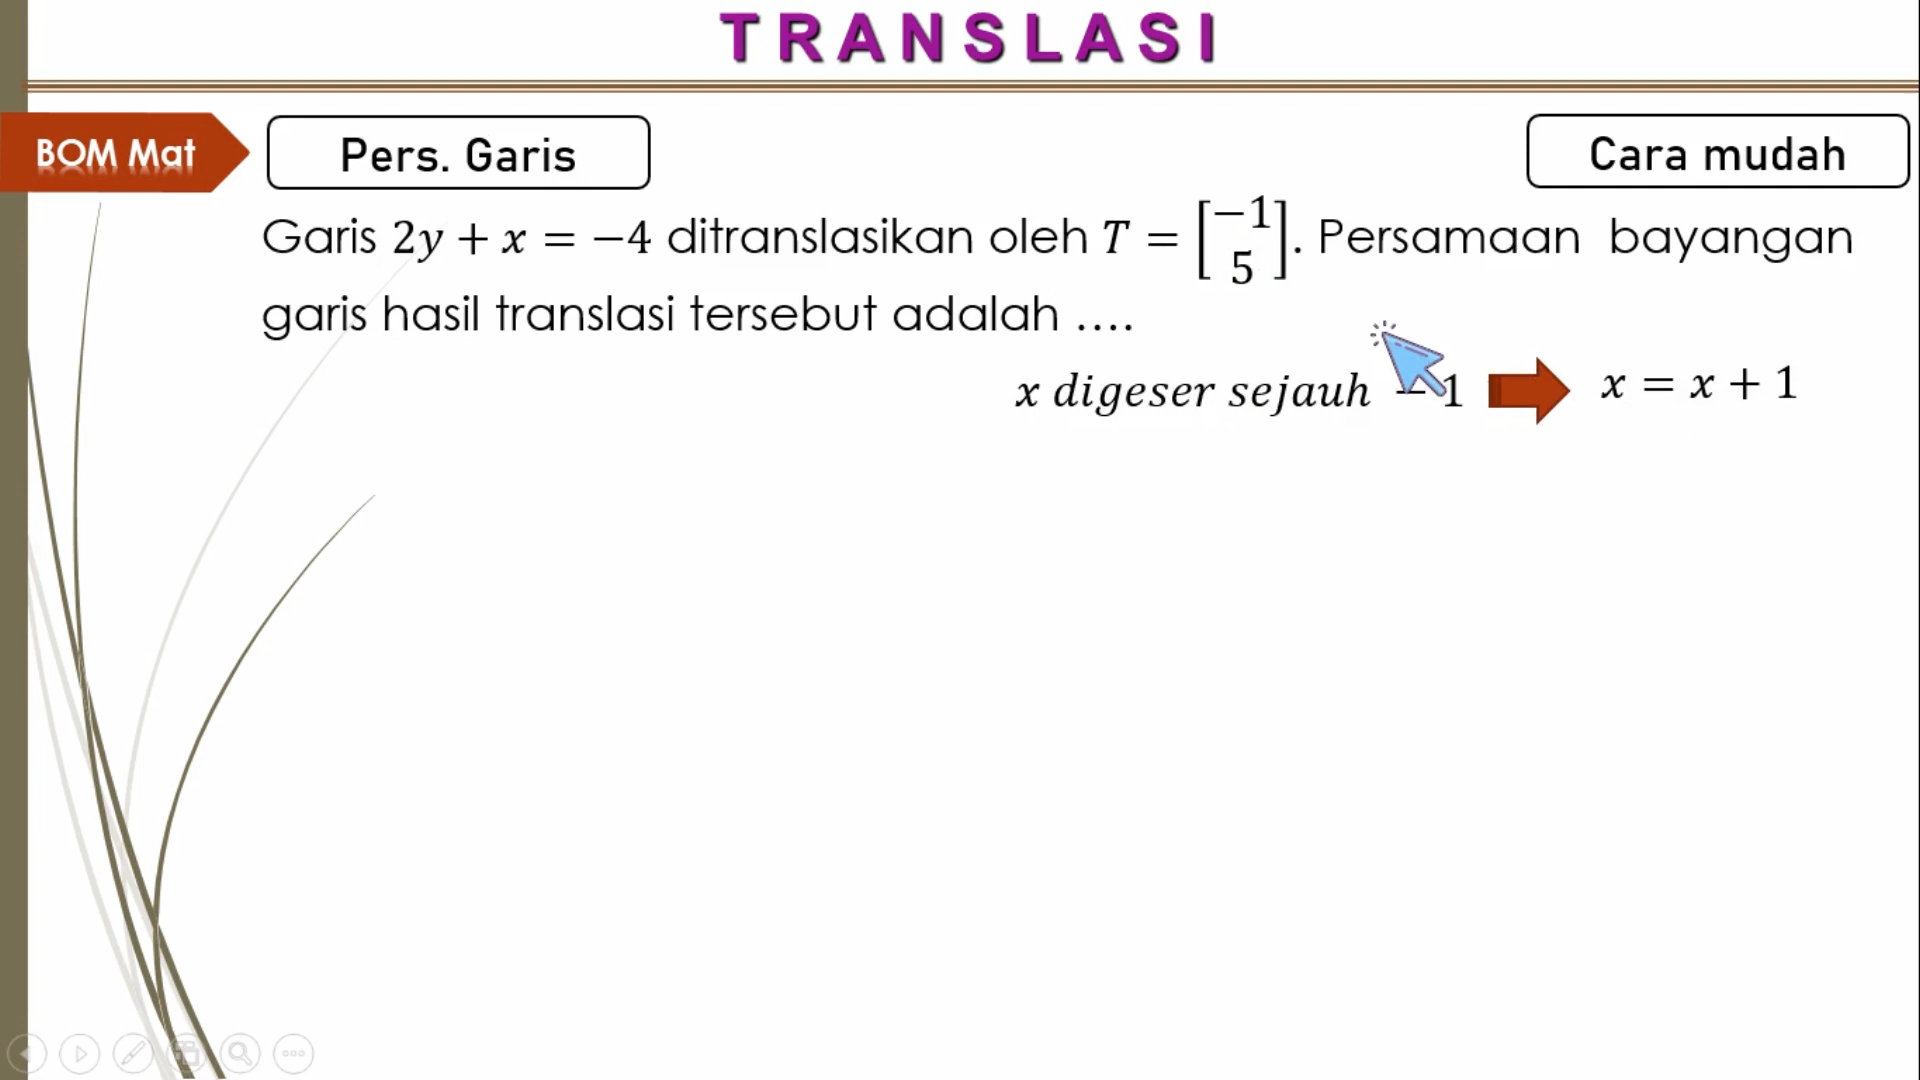 TRANSLASI
BOM Mat
Pers. Garis
Cara mudah
Garis 2y + x = −4 ditranslasikan oleh T = [−1 5]. Persamaan bayangan
garis hasil translasi tersebut adalah ....
x digeser sejauh − 1
x = x + 1